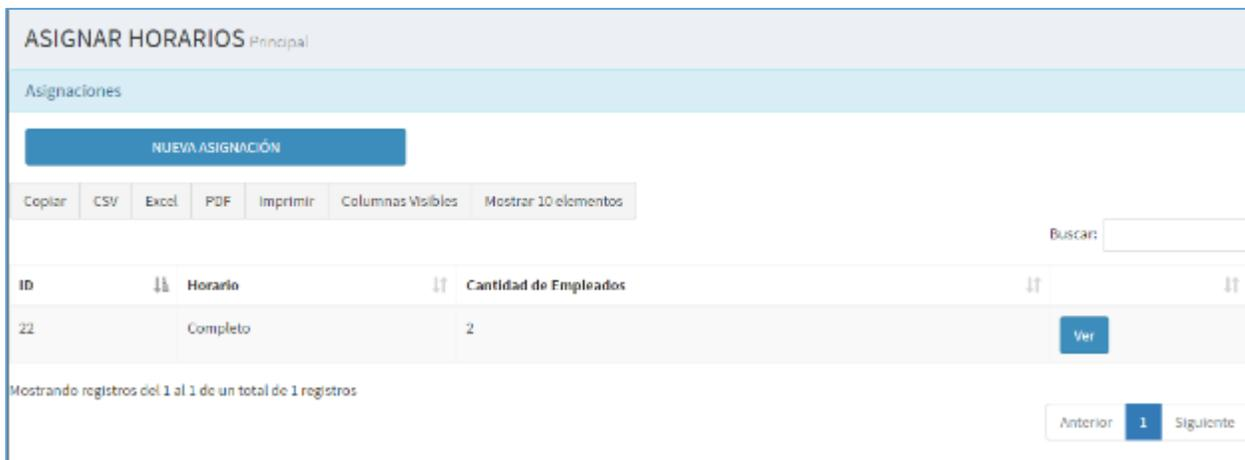 ASIGNAR HORARIOS Principal
Asignaciones
NUEVA ASIGNACIÓN
Copiar CSV Excel PDF Imprimir Columnas Visibles Mostrar 10 elementos
Buscar:
ID Horario Cantidad de Empleados
22 Completo 2 Ver
Mostrando registros del 1 al 1 de un total de 1 registros
Anterior 1 Siguiente